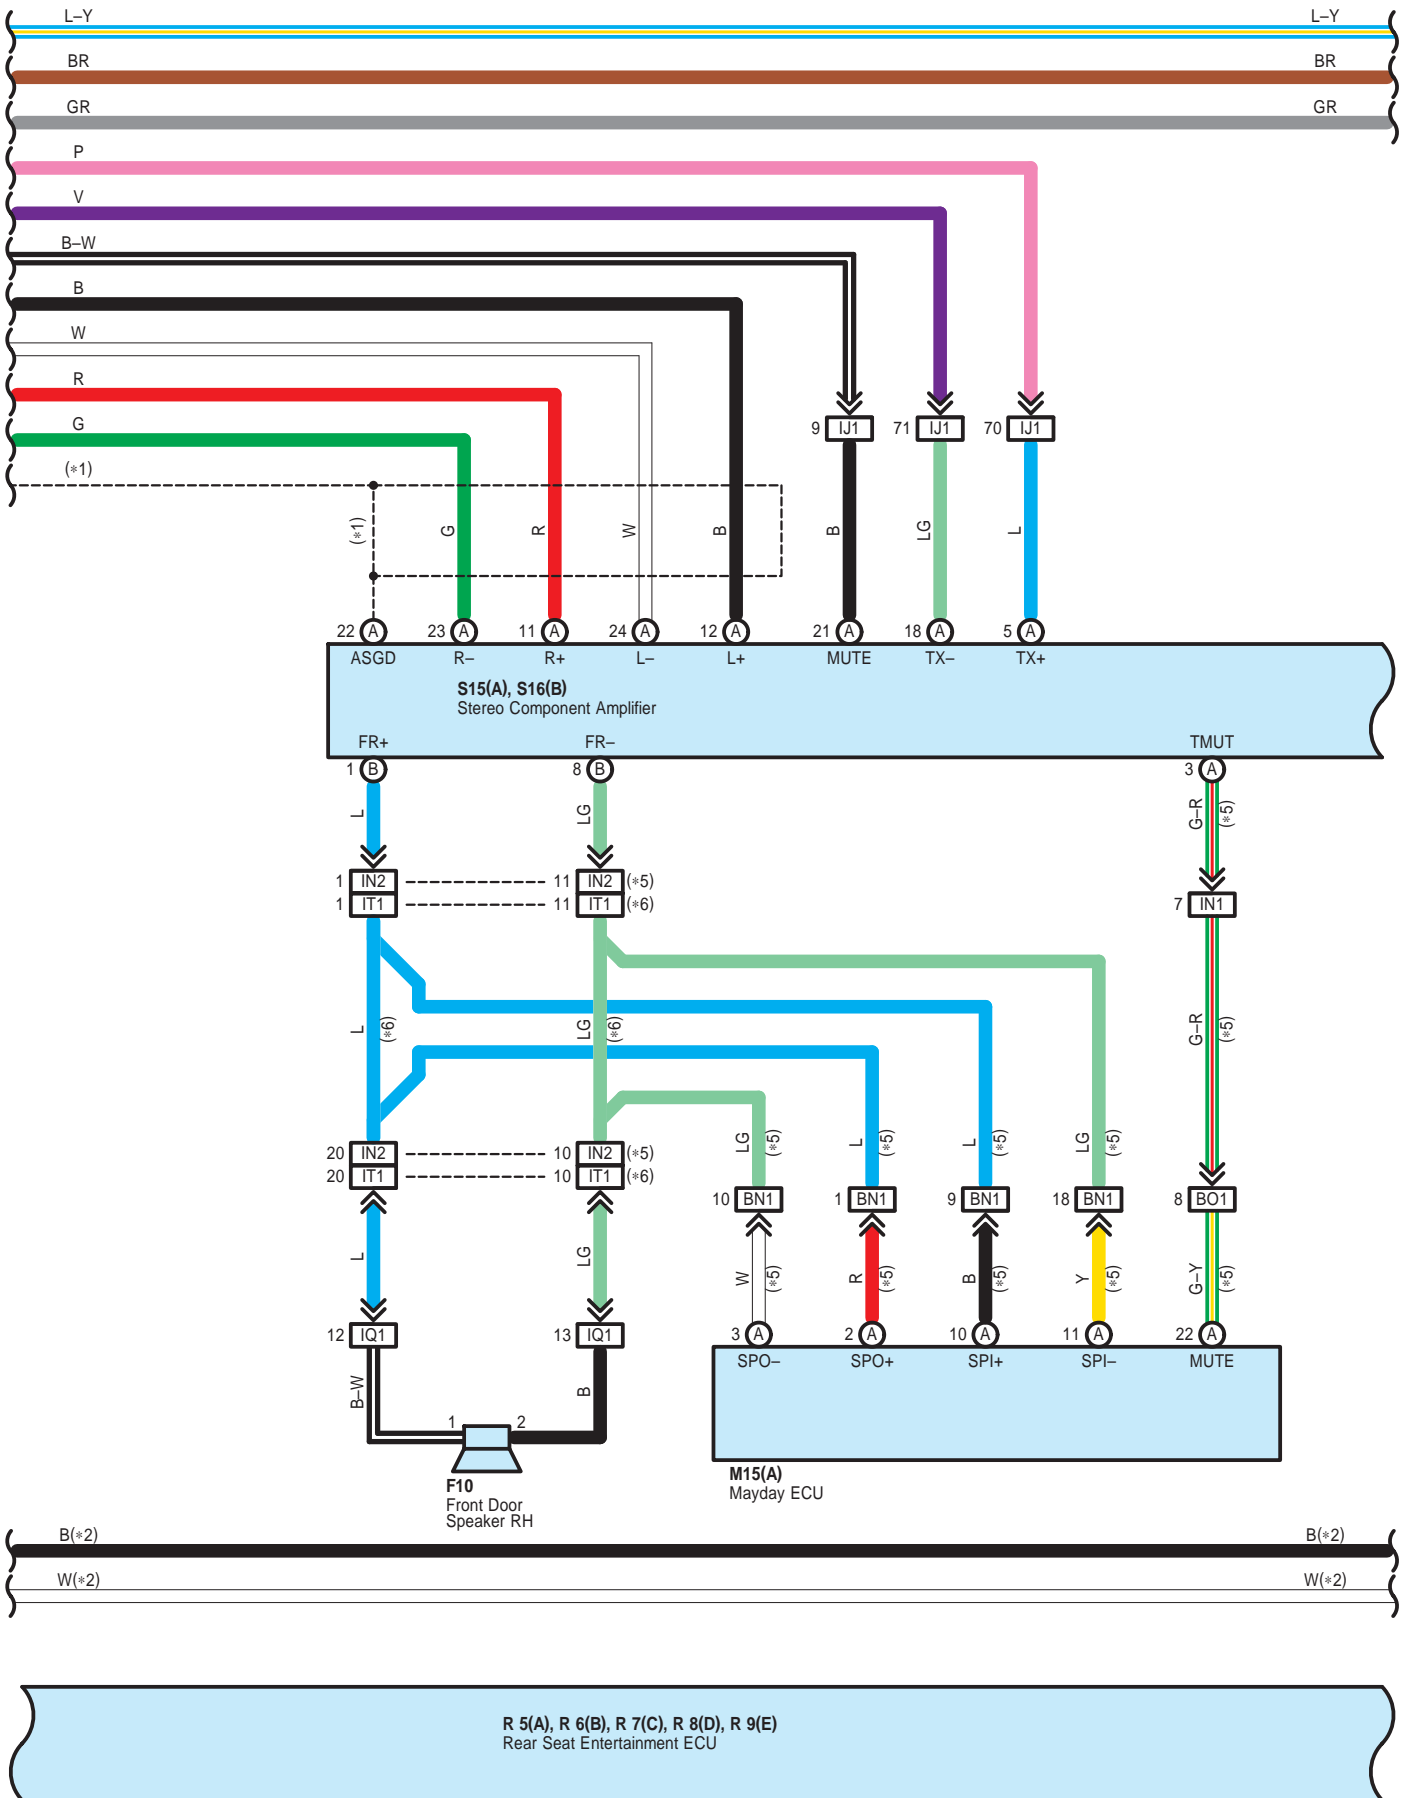 L–Y L–Y
BR BR
GR GR
P
V
B–W
B
W
R
G
(*1)
9 IJ1 71 IJ1 70 IJ1
(*1) G R W B B LG L
22 A 23 A 11 A 24 A 12 A 21 A 18 A 5 A
ASGD R– R+ L– L+ MUTE TX– TX+
S15(A), S16(B)
Stereo Component Amplifier
FR+ FR– TMUT
1 B 8 B 3 A
L LG G–R (*5)
1 IN2 11 IN2 (*5)
1 IT1 11 IT1 (*6)
7 IN1
L (*6) LG (*6) G–R (*5)
LG (*5) L (*5) L (*5) LG (*5)
20 IN2 10 IN2 (*5)
20 IT1 10 IT1 (*6)
10 BN1 1 BN1 9 BN1 18 BN1 8 BO1
L LG W (*5) R (*5) B (*5) Y (*5) G–Y (*5)
12 IQ1 13 IQ1 3 A 2 A 10 A 11 A 22 A
SPO– SPO+ SPI+ SPI– MUTE
B–W B
1 2
M15(A)
Mayday ECU
F10
Front Door
Speaker RH
B(*2) B(*2)
W(*2) W(*2)
R 5(A), R 6(B), R 7(C), R 8(D), R 9(E)
Rear Seat Entertainment ECU